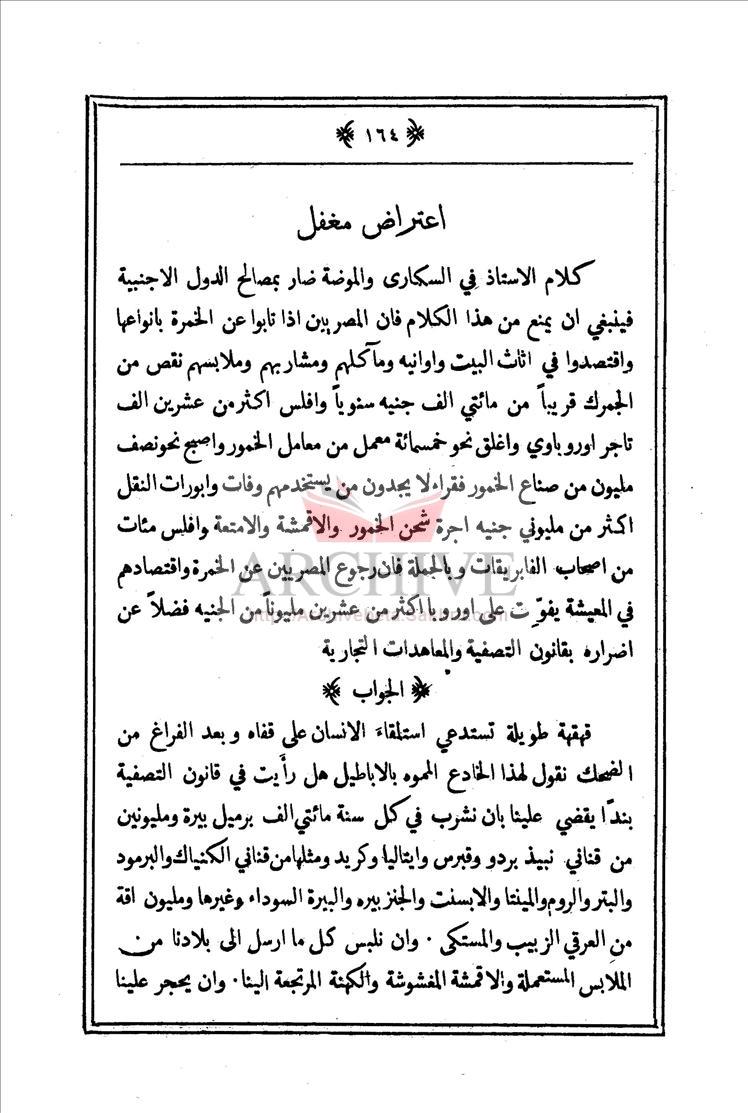 ﴿ ١٦٤ ﴾
اعتراض مغفل
كلام الاستاذ في السكارى والموضة ضار بمصالح الدول الاجنبية
فينبغي ان يمنع من هذا الكلام فان المصريين اذا تابوا عن الخمرة بانواعها
واقتصدوا في اثاث البيت واوانيه ومآكلهم ومشاربهم وملابسهم نقص من
الجمرك قريباً من مائتي الف جنيه سنوياً وافلس اكثر من عشرين الف
تاجر اوروباوي واغلق نحو خمسمائة معمل من معامل الخمور واصبح نحو نصف
مليون من صناع الخمور فقراء لا يجدون من يستخدمهم وفات وابورات النقل
اكثر من مليوني جنيه اجرة شحن الخمور والاقمشة والامتعة وافلس مئات
من اصحاب الفابريقات وبالجملة فان رجوع المصريين عن الخمرة واقتصادهم
في المعيشة يفوّت على اوروبا اكثر من عشرين مليوناً من الجنيه فضلاً عن
اضراره بقانون التصفية والمعاهدات التجارية
﴿ الجواب ﴾
قهقهة طويلة تستدعي استلقاءَ الانسان على قفاه وبعد الفراغ من
الضحك نقول لهذا الخادع المموه بالاباطيل هل رأَيت في قانون التصفية
بندًا يقضي علينا بان نشرب في كل سنة مائتي الف برميل بيرة ومليونين
من قناني نبيذ بردو وقبرس وايتاليا وكريد ومثلها من قناني الكنياك والبرمود
والبتر والروم والمينتا والابسنت والجنزبيره والبيرة السوداء وغيرها ومليون اقة
من العرقي الزبيب والمستكى . وان نلبس كل ما ارسل الى بلادنا من
الملابس المستعملة والاقمشة المغشوشة والكهنة المرتجعة الينا . وان يحجر علينا
ARCHIVE